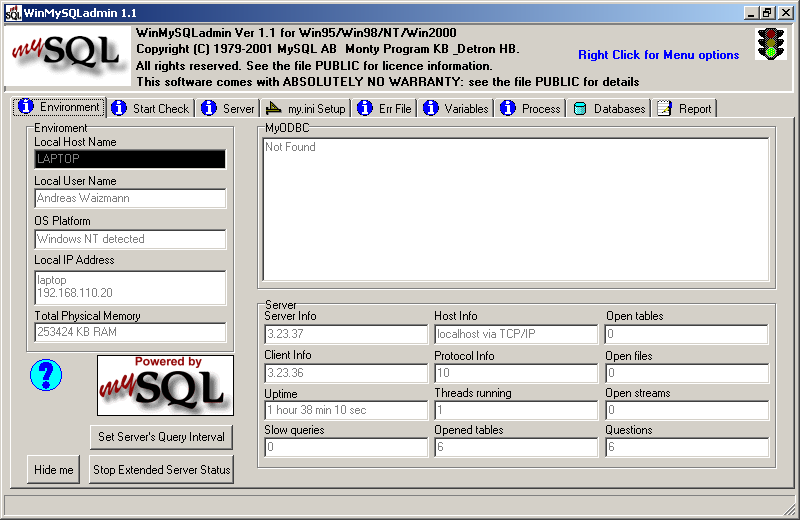 WinMySQLadmin 1.1
mySQL
WinMySQLadmin Ver 1.1 for Win95/Win98/NT/Win2000
Copyright (C) 1979-2001 MySQL AB  Monty Program KB _Detron HB.
All rights reserved. See the file PUBLIC for licence information.
This software comes with ABSOLUTELY NO WARRANTY: see the file PUBLIC for details
Right Click for Menu options
Environment
Start Check
Server
my.ini Setup
Err File
Variables
Process
Databases
Report
Enviroment
Local Host Name
LAPTOP
Local User Name
Andreas Waizmann
OS Platform
Windows NT detected
Local IP Address
laptop
192.168.110.20
Total Physical Memory
253424 KB RAM
?
Powered by
mySQL
Set Server's Query Interval
Hide me
Stop Extended Server Status
MyODBC
Not Found
Server
Server Info
3.23.37
Host Info
localhost via TCP/IP
Open tables
0
Client Info
3.23.36
Protocol Info
10
Open files
0
Uptime
1 hour 38 min 10 sec
Threads running
1
Open streams
0
Slow queries
0
Opened tables
6
Questions
6